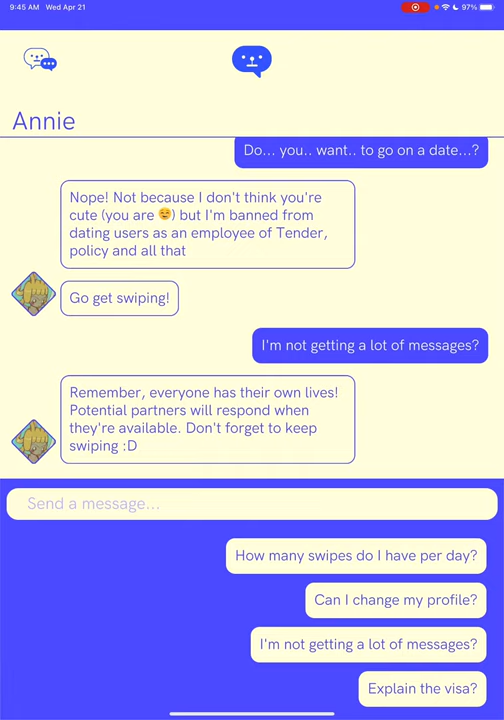 9:45 AM Wed Apr 21
97%
Annie
Do... you.. want.. to go on a date...?
Nope! Not because I don't think you're
cute (you are 😊) but I'm banned from
dating users as an employee of Tender,
policy and all that
Go get swiping!
I'm not getting a lot of messages?
Remember, everyone has their own lives!
Potential partners will respond when
they're available. Don't forget to keep
swiping :D
Send a message...
How many swipes do I have per day?
Can I change my profile?
I'm not getting a lot of messages?
Explain the visa?